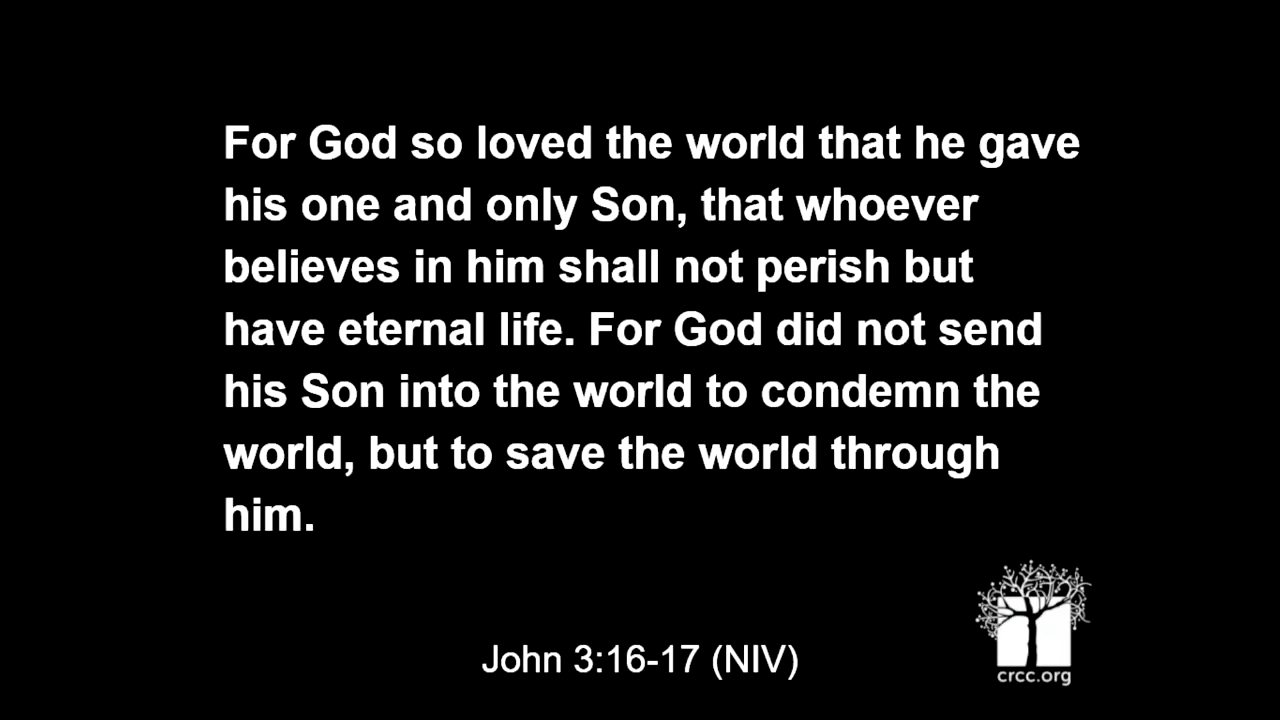 For God so loved the world that he gave
his one and only Son, that whoever
believes in him shall not perish but
have eternal life. For God did not send
his Son into the world to condemn the
world, but to save the world through
him.
John 3:16-17 (NIV)
crcc.org